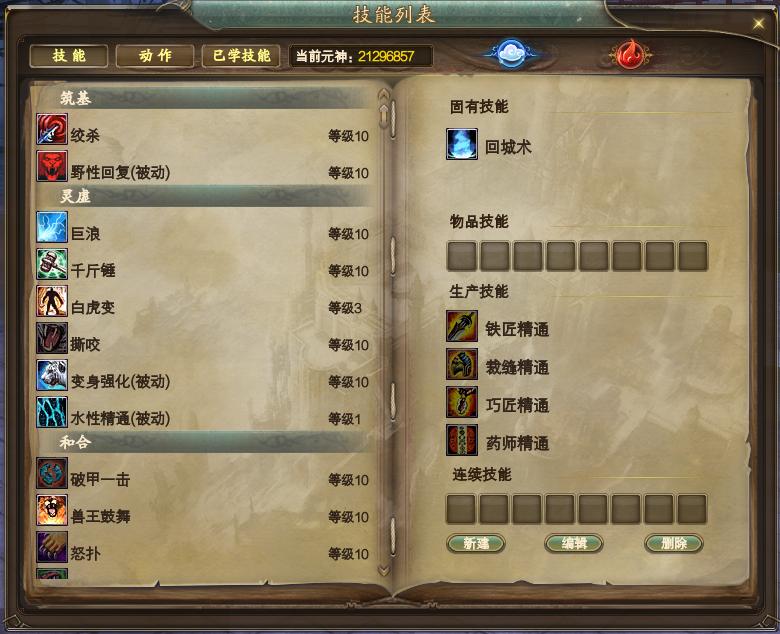 技能列表
技能 动作 已学技能 当前元神：21296857
筑基
绞杀 等级10
野性回复(被动) 等级10
灵虚
巨浪 等级10
千斤锤 等级10
白虎变 等级3
撕咬 等级10
变身强化(被动) 等级10
水性精通(被动) 等级1
和合
破甲一击 等级10
兽王鼓舞 等级10
怒扑 等级10
固有技能
回城术
物品技能
生产技能
铁匠精通
裁缝精通
巧匠精通
药师精通
连续技能
新建 编辑 删除